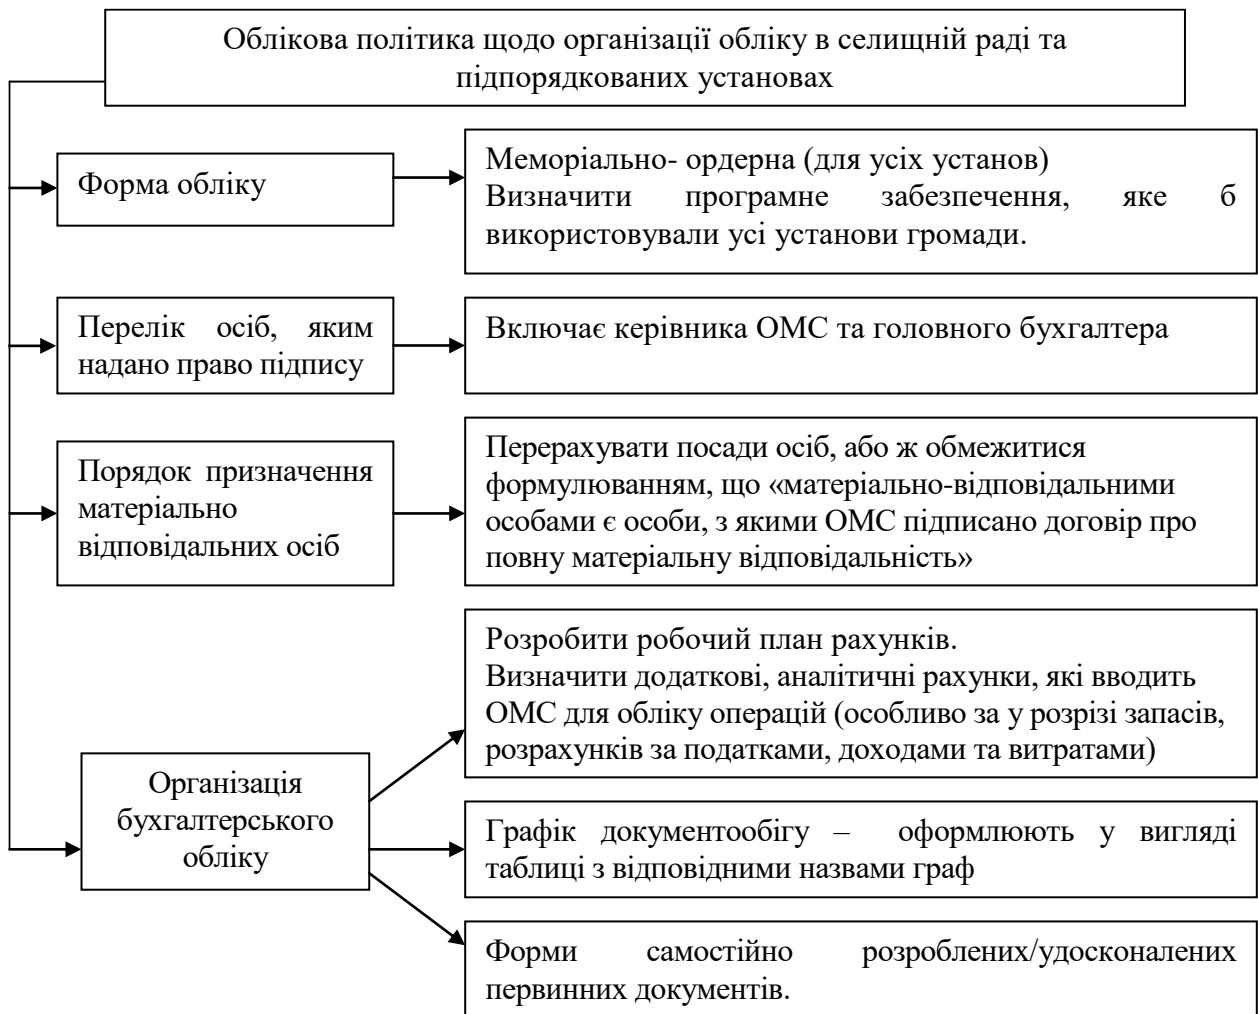 Облікова політика щодо організації обліку в селищній раді та
підпорядкованих установах
Форма обліку
Меморіально- ордерна (для усіх установ)
Визначити програмне забезпечення, яке б
використовували усі установи громади.
Перелік осіб, яким
надано право підпису
Включає керівника ОМС та головного бухгалтера
Порядок призначення
матеріально
відповідальних осіб
Перерахувати посади осіб, або ж обмежитися
формулюванням, що «матеріально-відповідальними
особами є особи, з якими ОМС підписано договір про
повну матеріальну відповідальність»
Організація
бухгалтерського
обліку
Розробити робочий план рахунків.
Визначити додаткові, аналітичні рахунки, які вводить
ОМС для обліку операцій (особливо за у розрізі запасів,
розрахунків за податками, доходами та витратами)
Графік документообігу – оформлюють у вигляді
таблиці з відповідними назвами граф
Форми самостійно розроблених/удосконалених
первинних документів.